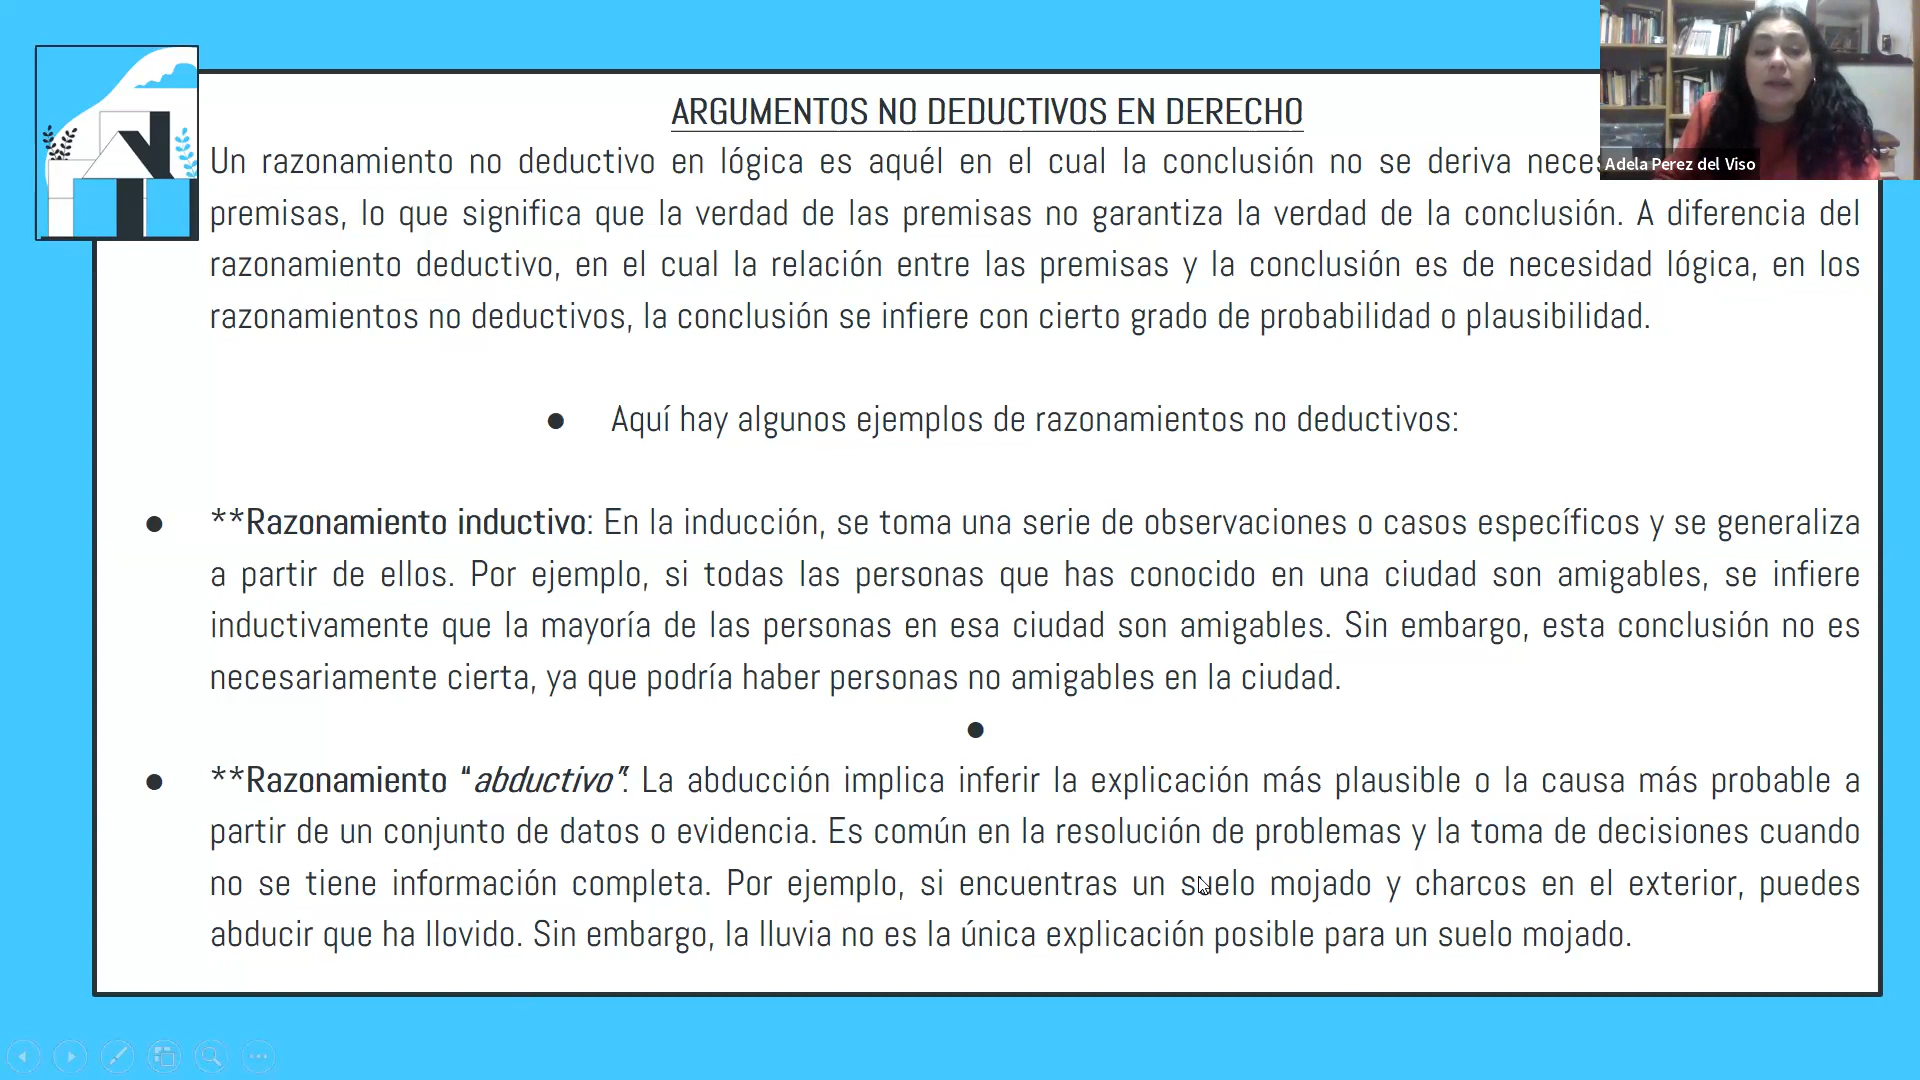 ARGUMENTOS NO DEDUCTIVOS EN DERECHO
Un razonamiento no deductivo en lógica es aquél en el cual la conclusión no se deriva
premisas, lo que significa que la verdad de las premisas no garantiza la verdad de la conclusión. A diferencia del
razonamiento deductivo, en el cual la relación entre las premisas y la conclusión es de necesidad lógica, en los
razonamientos no deductivos, la conclusión se infiere con cierto grado de probabilidad o plausibilidad.
● Aquí hay algunos ejemplos de razonamientos no deductivos:
● **Razonamiento inductivo: En la inducción, se toma una serie de observaciones o casos específicos y se generaliza
a partir de ellos. Por ejemplo, si todas las personas que has conocido en una ciudad son amigables, se infiere
inductivamente que la mayoría de las personas en esa ciudad son amigables. Sin embargo, esta conclusión no es
necesariamente cierta, ya que podría haber personas no amigables en la ciudad.
●
● **Razonamiento “abductivo”: La abducción implica inferir la explicación más plausible o la causa más probable a
partir de un conjunto de datos o evidencia. Es común en la resolución de problemas y la toma de decisiones cuando
no se tiene información completa. Por ejemplo, si encuentras un suelo mojado y charcos en el exterior, puedes
abducir que ha llovido. Sin embargo, la lluvia no es la única explicación posible para un suelo mojado.
Adela Perez del Viso